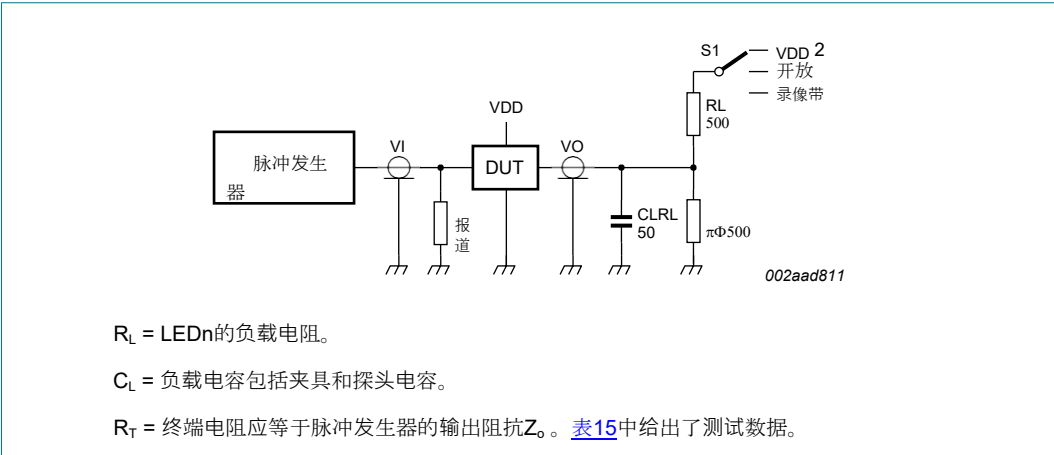 S1
VDD 2
开放
录像带
RL
500
VDD
脉冲发生
器
VI
DUT
VO
报
道
CLRL
50
πΦ500
002aad811
RL = LEDn的负载电阻。
CL = 负载电容包括夹具和探头电容。
RT = 终端电阻应等于脉冲发生器的输出阻抗Zo 。表15中给出了测试数据。